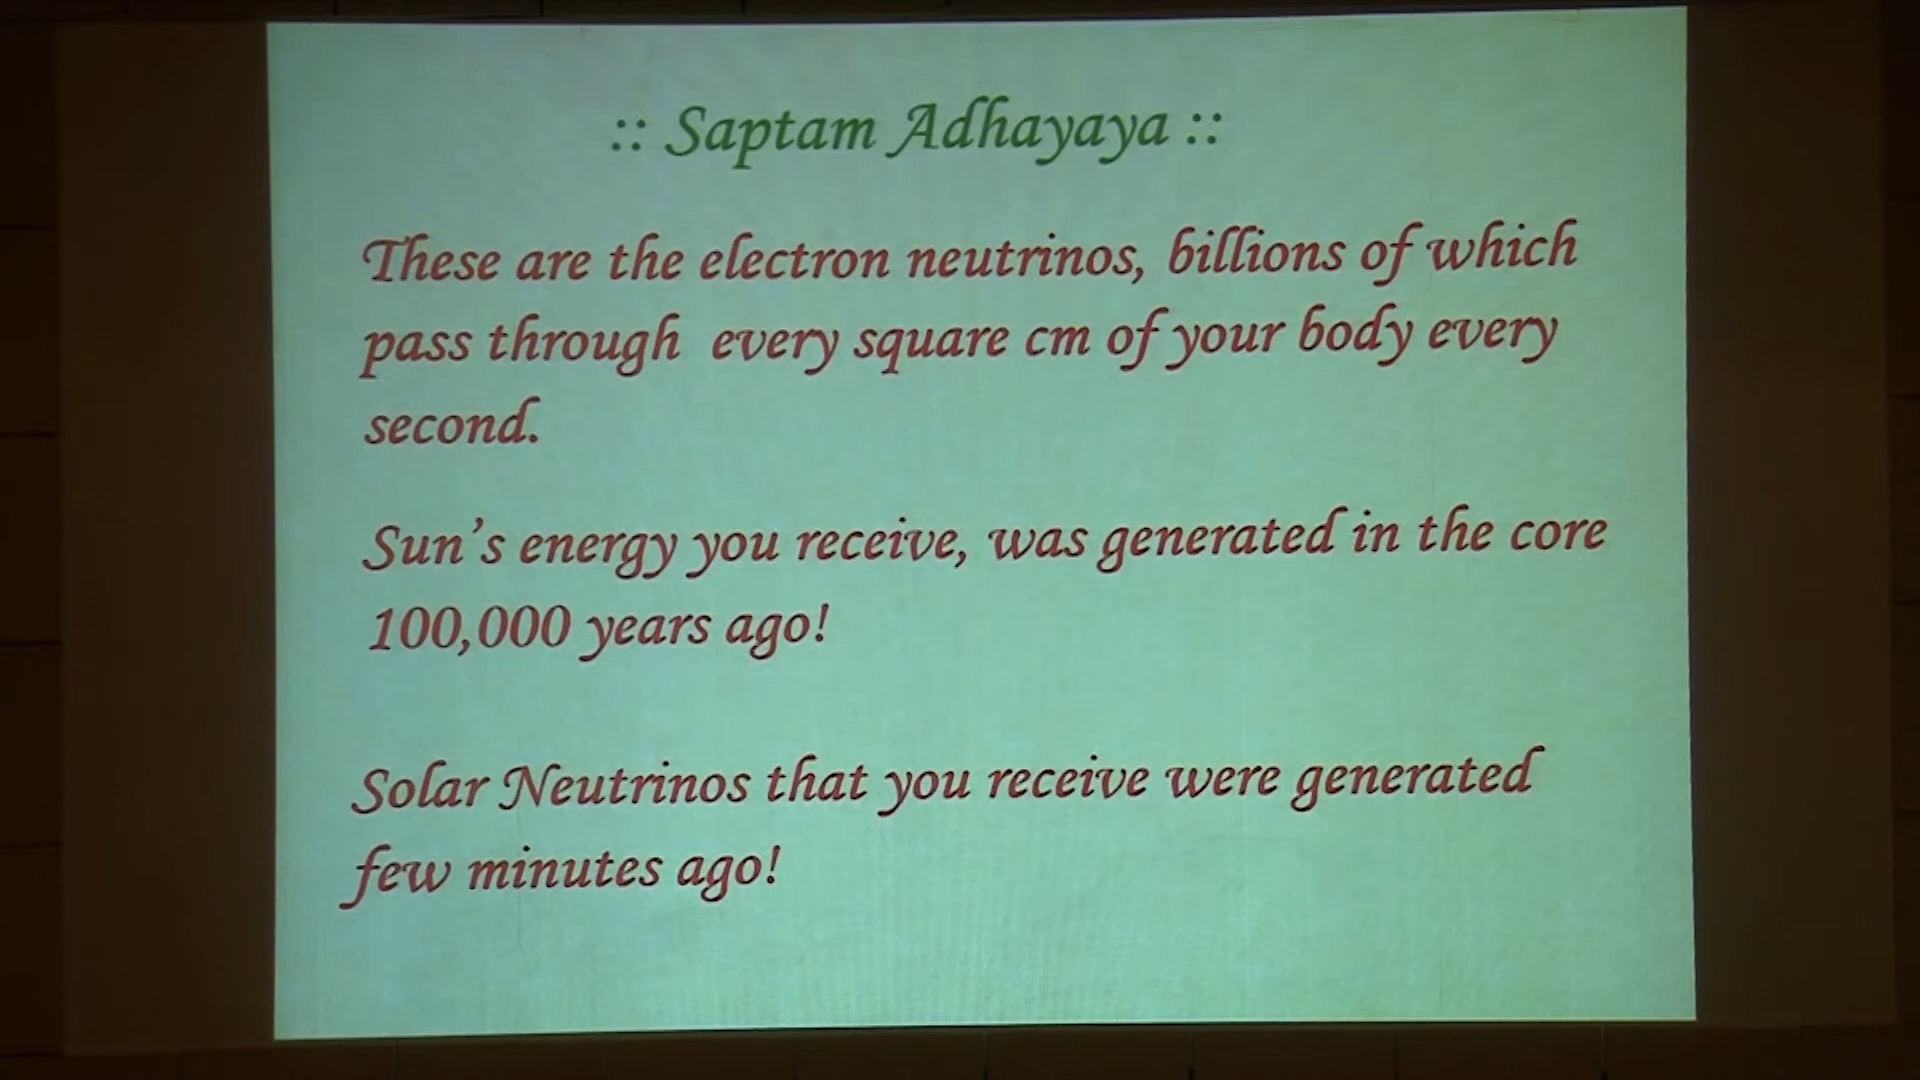 :: Saptam Adhayaya ::
These are the electron neutrinos, billions of which
pass through every square cm of your body every
second.
Sun's energy you receive, was generated in the core
100,000 years ago!
Solar Neutrinos that you receive were generated
few minutes ago!